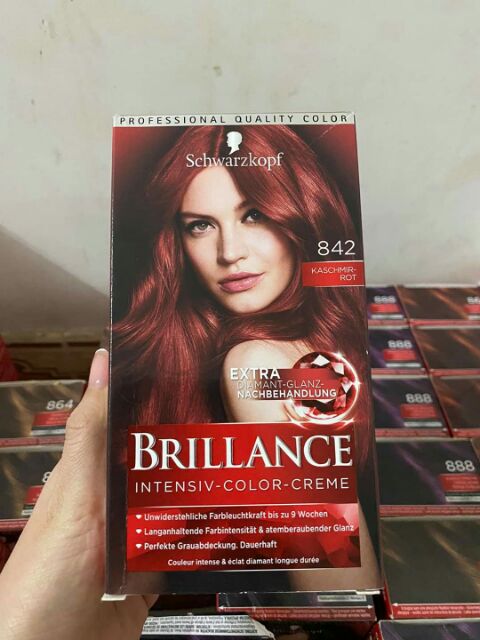 PROFESSIONAL QUALITY COLOR
Schwarzkopf
842
KASCHMIR-
ROT
EXTRA
DIAMANT-GLANZ-
NACHBEHANDLUNG
BRILLANCE
INTENSIV-COLOR-CREME
Unwiderstehliche Farbleuchtkraft bis zu 9 Wochen
Langanhaltende Farbintensität & atemberaubender Glanz
Perfekte Grauabdeckung. Dauerhaft
Couleur intense & éclat diamant longue durée
864
888
888
888